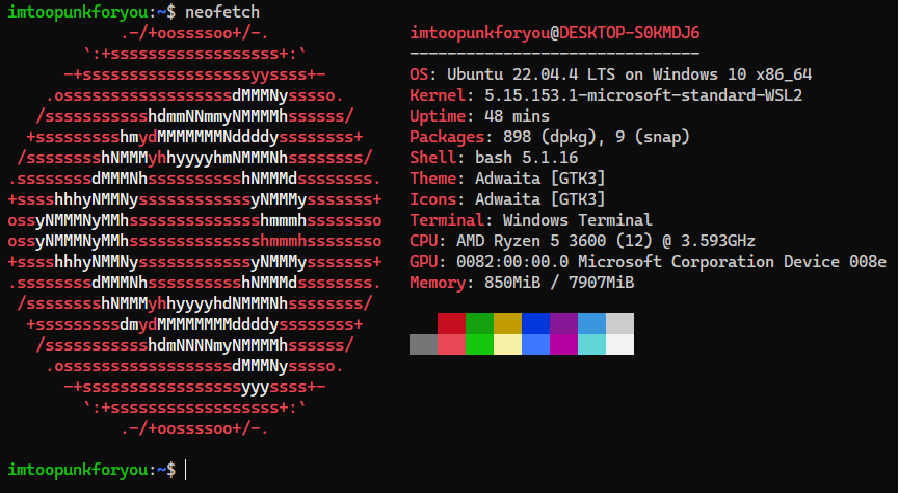 imtoopunkforyou:~$ neofetch
            .-/+oossssoo+/-.
        `:+ssssssssssssssssss+:`
      -+ssssssssssssssssssyyssss+-
    .ossssssssssssssssssdMMMNysssso.
   /ssssssssssshdmmNNmmyNMMMMhssssss/
  +ssssssssshmydMMMMMMMNddddyssssssss+
 /sssssssshNMMMyhhyyyyhmNMMMNhssssssss/
.ssssssssdMMMNhsssssssssshNMMMdssssssss.
+sssshhhyNMMNyssssssssssssyNMMMysssssss+
ossyNMMMNyMMhsssssssssssssshmmmhssssssso
ossyNMMMNyMMhsssssssssssssshmmmhssssssso
+sssshhhyNMMNyssssssssssssyNMMMysssssss+
.ssssssssdMMMNhsssssssssshNMMMdssssssss.
 /sssssssshNMMMyhhyyyyhdNMMMNhssssssss/
  +sssssssssdmydMMMMMMMMddddyssssssss+
   /ssssssssssshdmNNNNmyNMMMMhssssss/
    .ossssssssssssssssssdMMMNysssso.
      -+sssssssssssssssssyyyssss+-
        `:+ssssssssssssssssss+:`
            .-/+oossssoo+/-.
imtoopunkforyou@DESKTOP-S0KMDJ6
-------------------------------
OS: Ubuntu 22.04.4 LTS on Windows 10 x86_64
Kernel: 5.15.153.1-microsoft-standard-WSL2
Uptime: 48 mins
Packages: 898 (dpkg), 9 (snap)
Shell: bash 5.1.16
Theme: Adwaita [GTK3]
Icons: Adwaita [GTK3]
Terminal: Windows Terminal
CPU: AMD Ryzen 5 3600 (12) @ 3.593GHz
GPU: 0082:00:00.0 Microsoft Corporation Device 008e
Memory: 850MiB / 7907MiB
imtoopunkforyou:~$